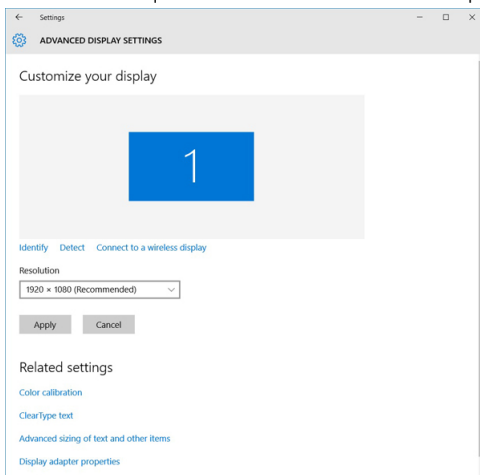 Settings
ADVANCED DISPLAY SETTINGS
Customize your display
1
Identify Detect Connect to a wireless display
Resolution
1920 × 1080 (Recommended)
Apply Cancel
Related settings
Color calibration
ClearType text
Advanced sizing of text and other items
Display adapter properties